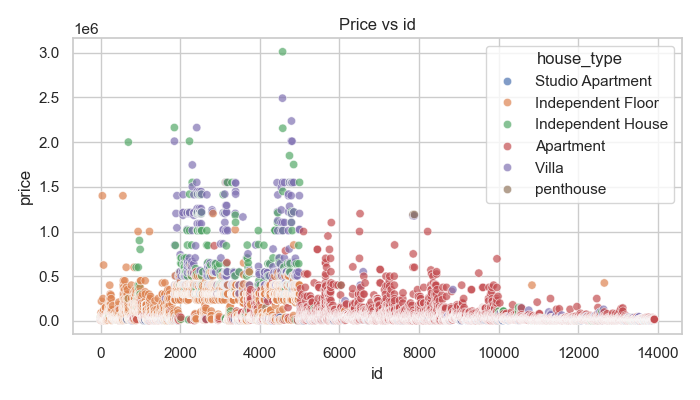 Price vs id
1e6
3.0
2.5
2.0
1.5
1.0
0.5
0.0
price
0
2000
4000
6000
8000
10000
12000
14000
id
house_type
Studio Apartment
Independent Floor
Independent House
Apartment
Villa
penthouse